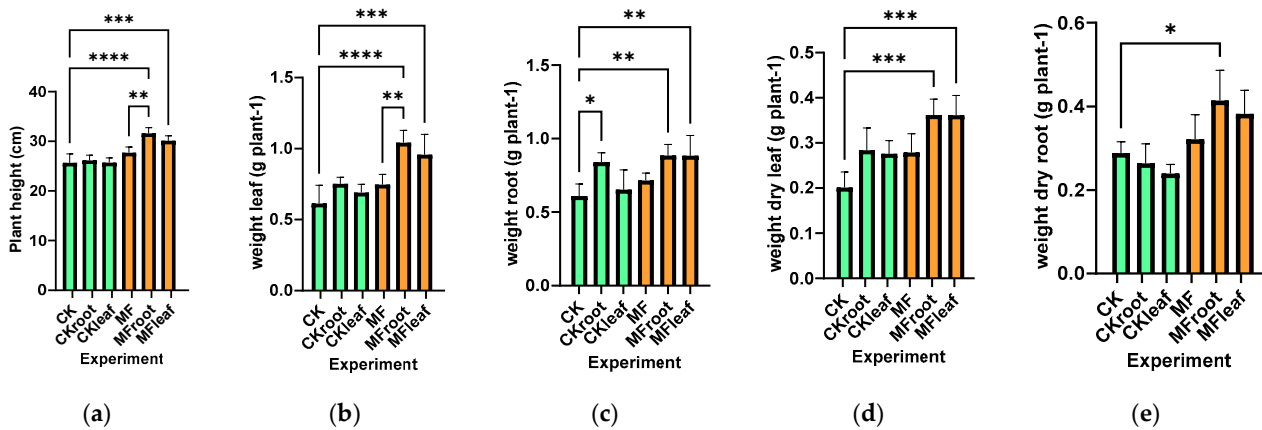 ***
****
**
Plant height (cm)
40
30
20
10
0
CK
CKroot
CKleaf
MF
MFroot
MFleaf
Experiment
(a)
***
****
**
weight leaf (g plant-1)
1.5
1.0
0.5
0.0
CK
CKroot
CKleaf
MF
MFroot
MFleaf
Experiment
(b)
**
**
*
weight root (g plant-1)
1.5
1.0
0.5
0.0
CK
CKroot
CKleaf
MF
MFroot
MFleaf
Experiment
(c)
***
***
weight dry leaf (g plant-1)
0.5
0.4
0.3
0.2
0.1
0.0
CK
CKroot
CKleaf
MF
MFroot
MFleaf
Experiment
(d)
*
weight dry root (g plant-1)
0.6
0.4
0.2
0.0
CK
CKroot
CKleaf
MF
MFroot
MFleaf
Experiment
(e)